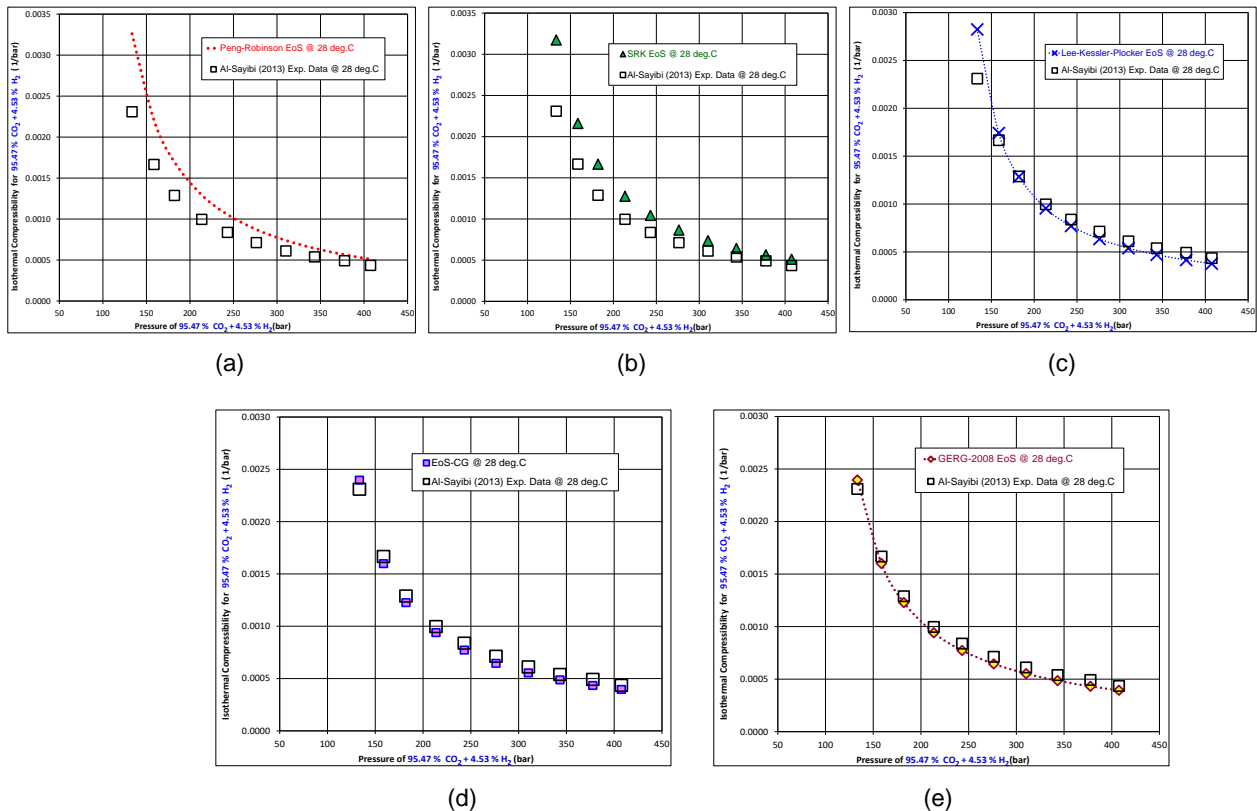 Isothermal Compressibility for 95.47 % CO2 + 4.53 % H2 (1/bar)
0.0035
0.0030
0.0025
0.0020
0.0015
0.0010
0.0005
0.0000
Peng-Robinson EoS @ 28 deg.C
Al-Sayibi (2013) Exp. Data @ 28 deg.C
50 100 150 200 250 300 350 400 450
Pressure of 95.47 % CO2 + 4.53 % H2(bar)
(a)
Isothermal Compressibility for 95.47 % CO2 + 4.53 % H2 (1/bar)
0.0035
0.0030
0.0025
0.0020
0.0015
0.0010
0.0005
0.0000
SRK EoS @ 28 deg.C
Al-Sayibi (2013) Exp. Data @ 28 deg.C
50 100 150 200 250 300 350 400 450
Pressure of 95.47 % CO2 + 4.53 % H2(bar)
(b)
Isothermal Compressibility for 95.47 % CO2 + 4.53 % H2 (1/bar)
0.0030
0.0025
0.0020
0.0015
0.0010
0.0005
0.0000
Lee-Kessler-Plocker EoS @ 28 deg.C
Al-Sayibi (2013) Exp. Data @ 28 deg.C
50 100 150 200 250 300 350 400 450
Pressure of 95.47 % CO2 + 4.53 % H2(bar)
(c)
Isothermal Compressibility for 95.47 % CO2 + 4.53 % H2 (1/bar)
0.0030
0.0025
0.0020
0.0015
0.0010
0.0005
0.0000
EoS-CG @ 28 deg.C
Al-Sayibi (2013) Exp. Data @ 28 deg.C
50 100 150 200 250 300 350 400 450
Pressure of 95.47 % CO2 + 4.53 % H2 (bar)
(d)
Isothermal Compressibility for 95.47 % CO2 + 4.53 % H2 (1/bar)
0.0030
0.0025
0.0020
0.0015
0.0010
0.0005
0.0000
GERG-2008 EoS @ 28 deg.C
Al-Sayibi (2013) Exp. Data @ 28 deg.C
50 100 150 200 250 300 350 400 450
Pressure of 95.47 % CO2 + 4.53 % H2(bar)
(e)